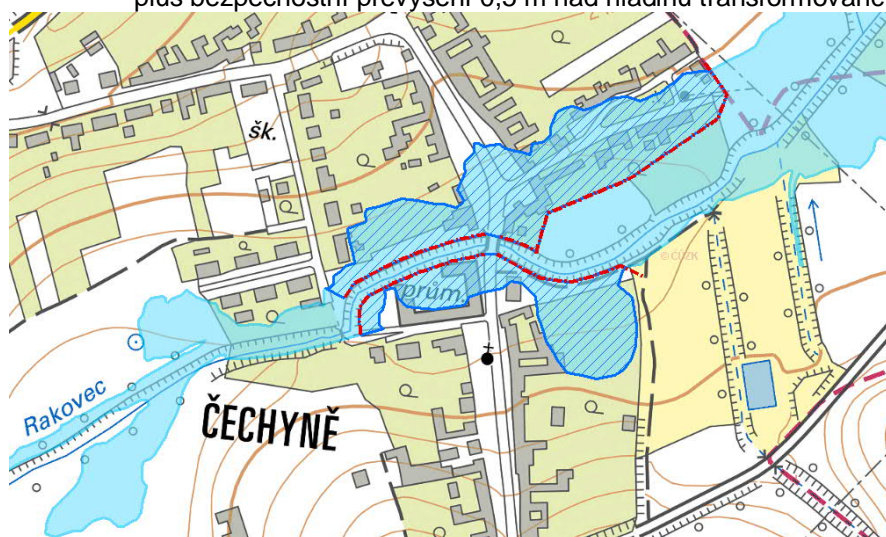 plus bezpečnostní převýšení 0,5 m nad hladinu transformované
šk.
©ČÚZK
prům.
Rakovec
ČECHYNĚ